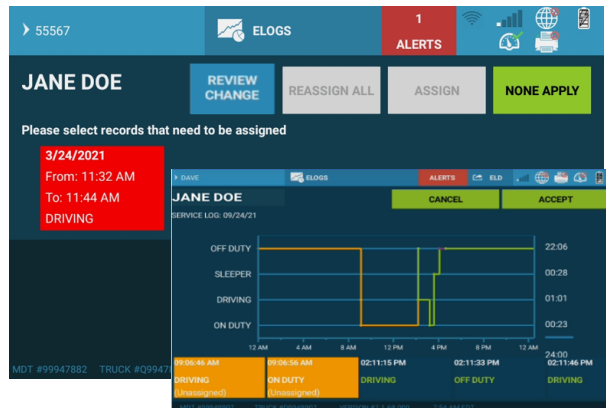 55567
ELOGS
1
ALERTS
JANE DOE
REVIEW
CHANGE
REASSIGN ALL
ASSIGN
NONE APPLY
Please select records that need to be assigned
3/24/2021
From: 11:32 AM
To: 11:44 AM
DRIVING
MDT #99947882 TRUCK #Q9947
DAVE
ELOGS
ALERTS
ELD
JANE DOE
CANCEL
ACCEPT
SERVICE LOG: 09/24/21
OFF DUTY 22:06
SLEEPER 00:28
DRIVING 01:01
ON DUTY 00:23
12 AM 4 AM 8 AM 12 PM 4 PM 8 PM 12 AM
24:00
09:06:46 AM 09:06:56 AM 02:11:15 PM 02:11:33 PM 02:11:46 PM
DRIVING ON DUTY DRIVING OFF DUTY DRIVING
(Unassigned) (Unassigned)